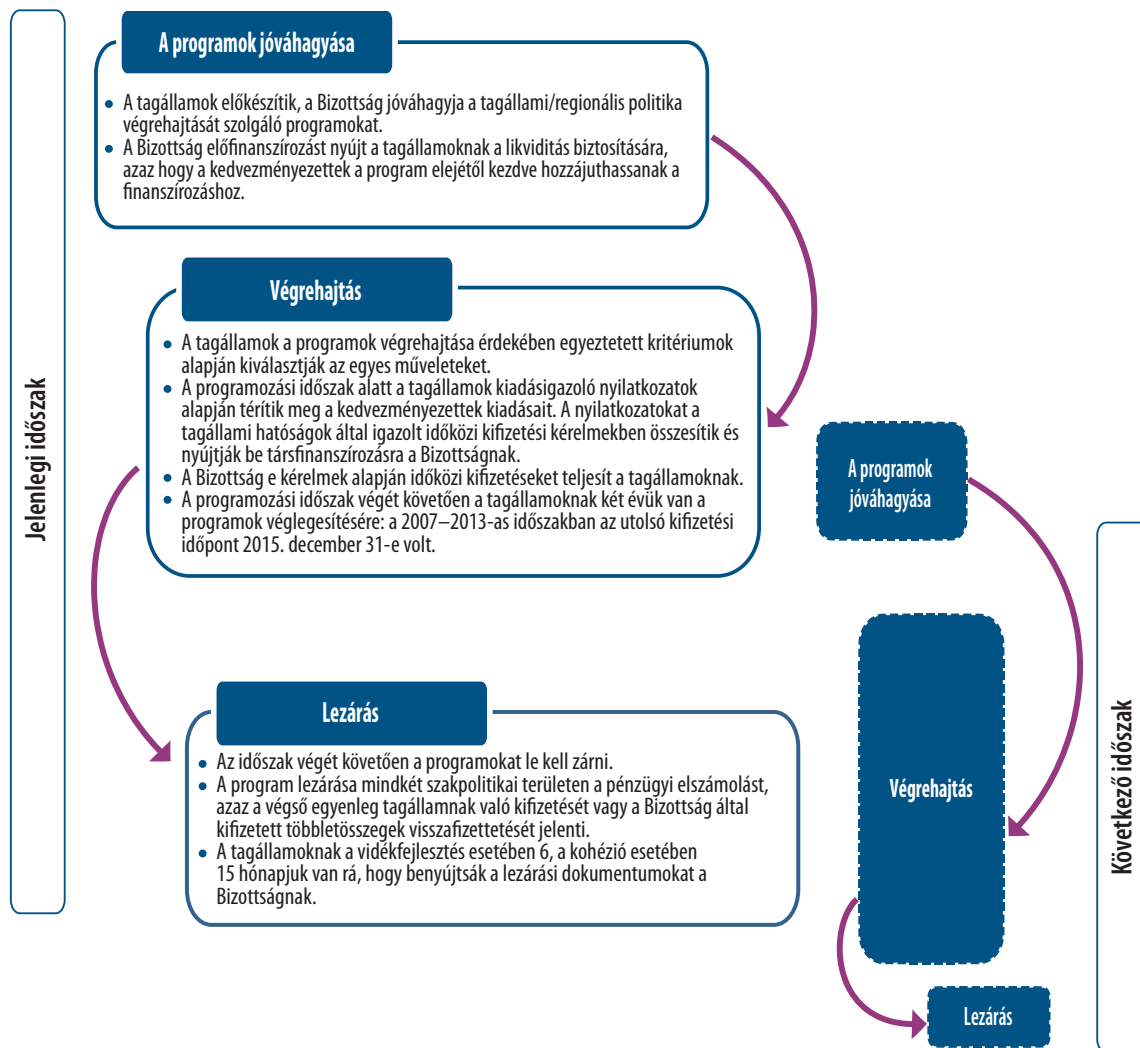 Jelenlegi időszak
A programok jóváhagyása
• A tagállamok előkészítik, a Bizottság jóváhagyja a tagállami/regionális politika
végrehajtását szolgáló programokat.
• A Bizottság előfinanszírozást nyújt a tagállamoknak a likviditás biztosítására,
azaz hogy a kedvezményezettek a program elejétől kezdve hozzájuthassanak a
finanszírozáshoz.
Végrehajtás
• A tagállamok a programok végrehajtása érdekében egyeztetett kritériumok
alapján kiválasztják az egyes műveleteket.
• A programozási időszak alatt a tagállamok kiadásigazoló nyilatkozatok
alapján térítik meg a kedvezményezettek kiadásait. A nyilatkozatokat a
tagállami hatóságok által igazolt időközi kifizetési kérelmekben összesítik és
nyújtják be társfinanszírozásra a Bizottságnak.
• A Bizottság e kérelmek alapján időközi kifizetéseket teljesít a tagállamoknak.
• A programozási időszak végét követően a tagállamoknak két évük van a
programok véglegesítésére: a 2007–2013-as időszakban az utolsó kifizetési
időpont 2015. december 31-e volt.
Lezárás
• Az időszak végét követően a programokat le kell zárni.
• A program lezárása mindkét szakpolitikai területen a pénzügyi elszámolást,
azaz a végső egyenleg tagállamnak való kifizetését vagy a Bizottság által
kifizetett többletösszegek visszafizettetését jelenti.
• A tagállamoknak a vidékfejlesztés esetében 6, a kohézió esetében
15 hónapjuk van rá, hogy benyújtsák a lezárási dokumentumokat a
Bizottságnak.
A programok
jóváhagyása
Végrehajtás
Lezárás
Következő időszak